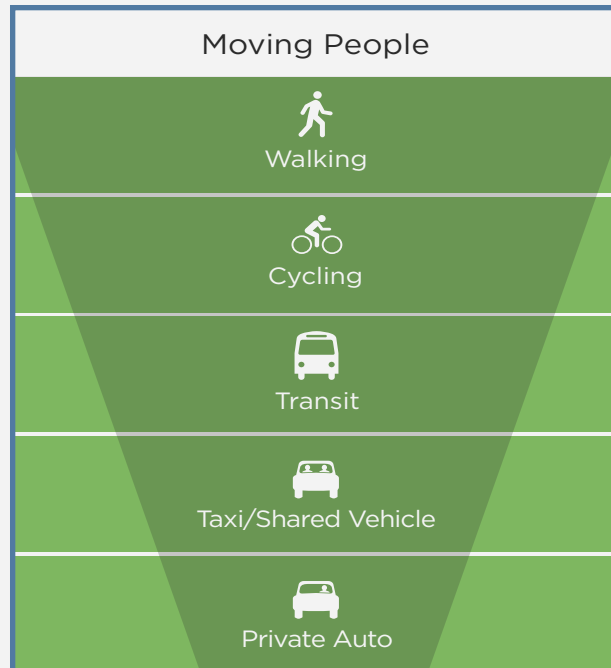 Moving People
Walking
Cycling
Transit
Taxi/Shared Vehicle
Private Auto